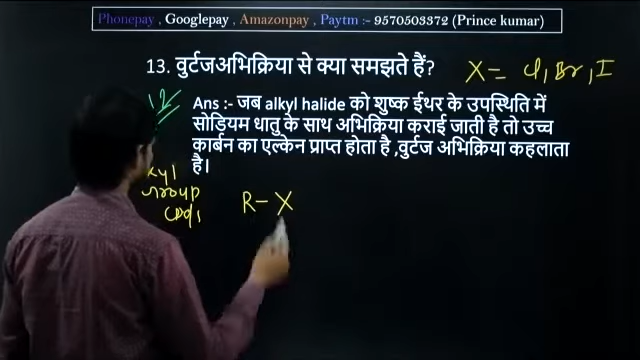 Phonepay , Googlepay , Amazonpay , Paytm :- 9570503372 (Prince kumar)
13. वुर्टजअभिक्रिया से क्या समझते हैं?
X = Cl, Br, I
12
Ans :- जब alkyl halide को शुष्क ईथर के उपस्थिति में
सोडियम धातु के साथ अभिक्रिया कराई जाती है तो उच्च
कार्बन का एल्केन प्राप्त होता है ,वुर्टज अभिक्रिया कहलाता
है।
group
R - X